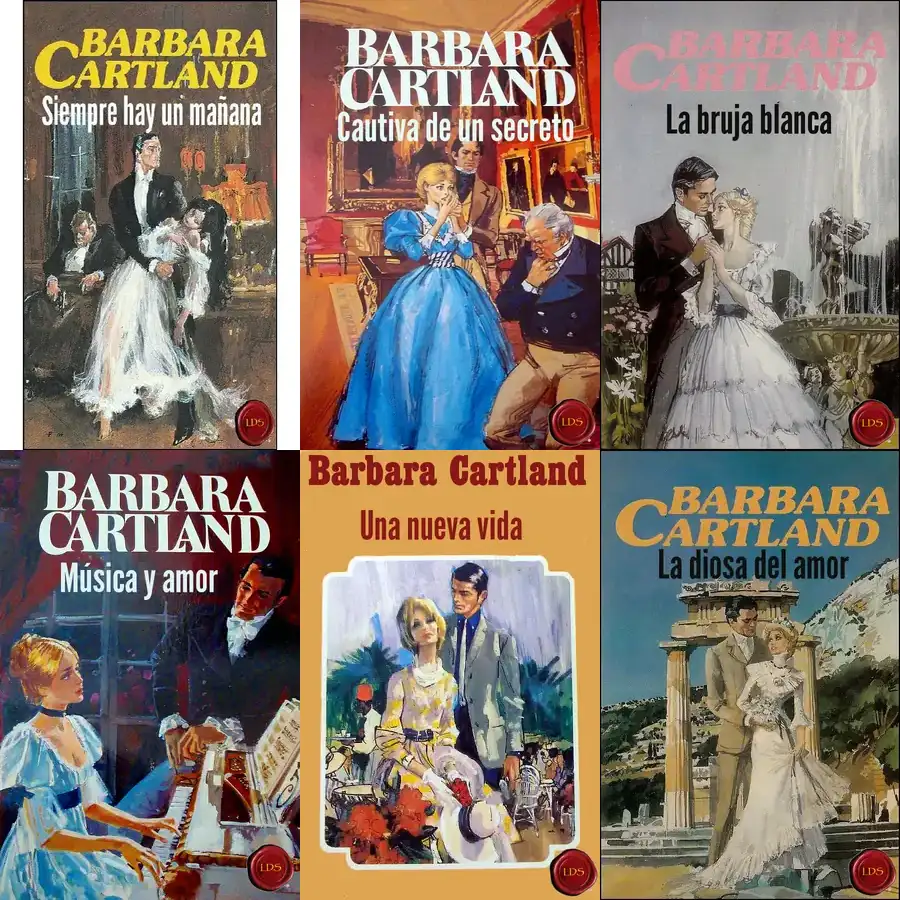 BARBARA
CARTLAND
Siempre hay un mañana
LDS
BARBARA
CARTLAND
Cautiva de un secreto
LDS
BARBARA
CARTLAND
La bruja blanca
LDS
BARBARA
CARTLAND
Música y amor
LDS
Barbara Cartland
Una nueva vida
LDS
BARBARA
CARTLAND
La diosa del amor
LDS